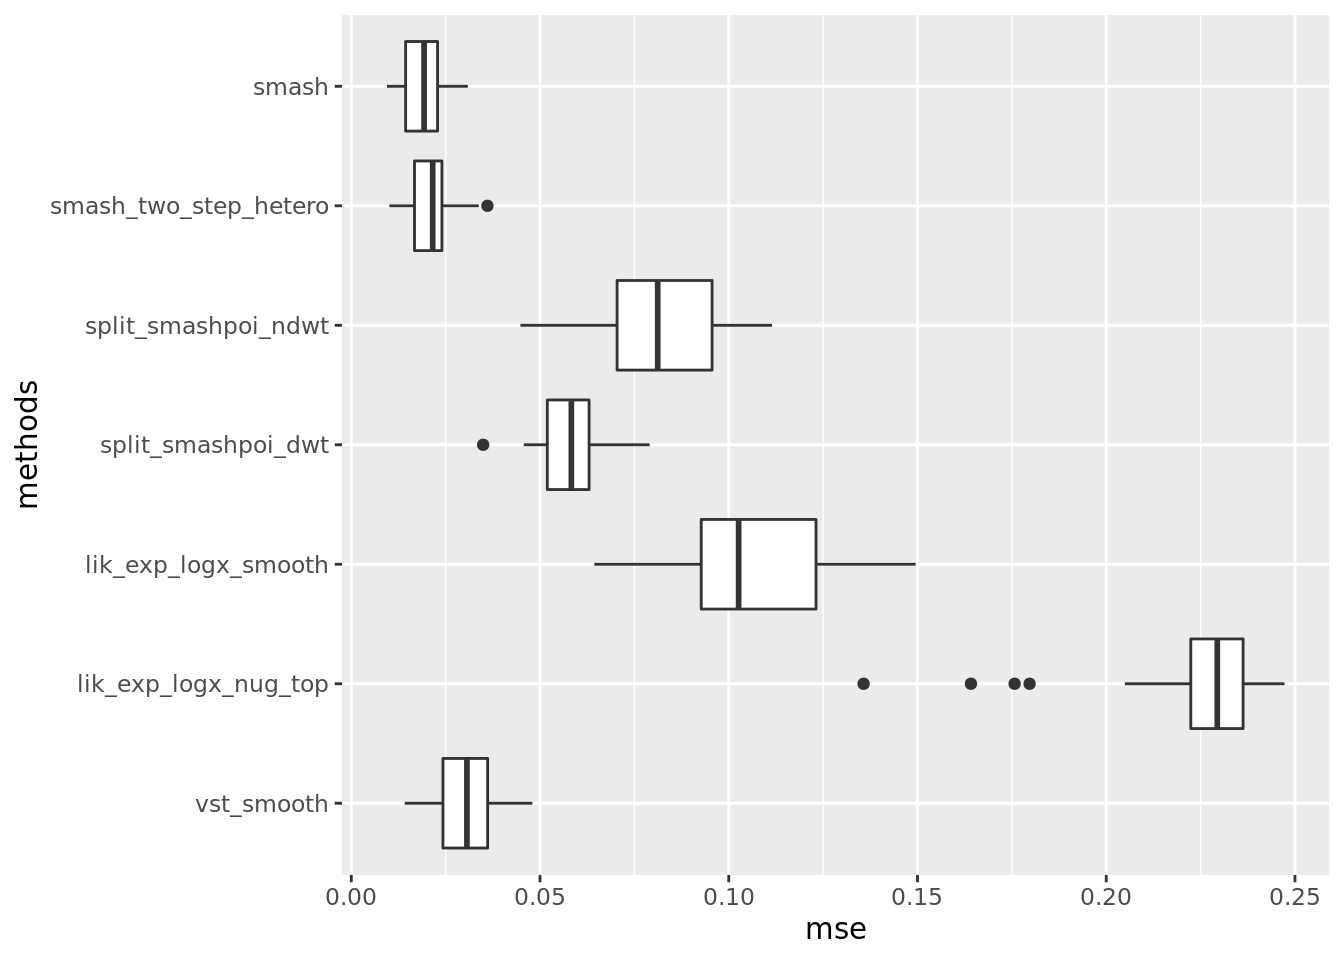 smash
smash_two_step_hetero
split_smashpoi_ndwt
split_smashpoi_dwt
lik_exp_logx_smooth
lik_exp_logx_nug_top
vst_smooth
methods
0.00 0.05 0.10 0.15 0.20 0.25
mse